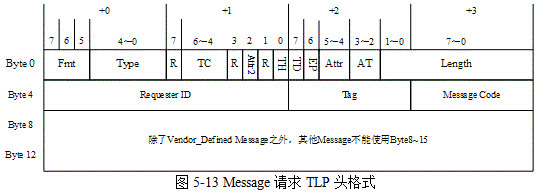 +0 +1 +2 +3
7 6 5 4~0 7 6~4 3 2 1 0 7 6 5~4 3~2 1~0 7~0
Byte 0 Fmt Type R TC R Attr2 R TH TD EP Attr AT Length
Byte 4 Requester ID Tag Message Code
Byte 8
除了Vendor_Defined Message之外，其他Message不能使用Byte8~15
Byte 12
图 5-13 Message 请求 TLP 头格式